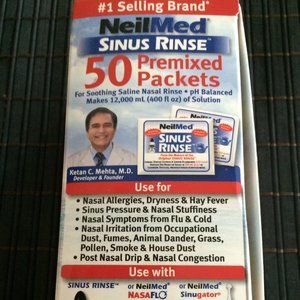 #1 Selling Brand*
NeilMed®
SINUS RINSE™
50 Premixed
Packets
For Soothing Saline Nasal Rinse • pH Balanced
Makes 12,000 mL (400 fl oz) of Solution
NeilMed
SINUS RINSE
Ketan C. Mehta, M.D.
Developer & Founder
Use for
• Nasal Allergies, Dryness & Hay Fever
• Sinus Pressure & Nasal Stuffiness
• Nasal Symptoms from Flu & Cold
• Nasal Irritation from Occupational
Dust, Fumes, Animal Dander, Grass,
Pollen, Smoke & House Dust
• Post Nasal Drip & Nasal Congestion
Use with
SINUS RINSE™ or NeilMed® or NeilMed®
NASAFLO Sinugator®